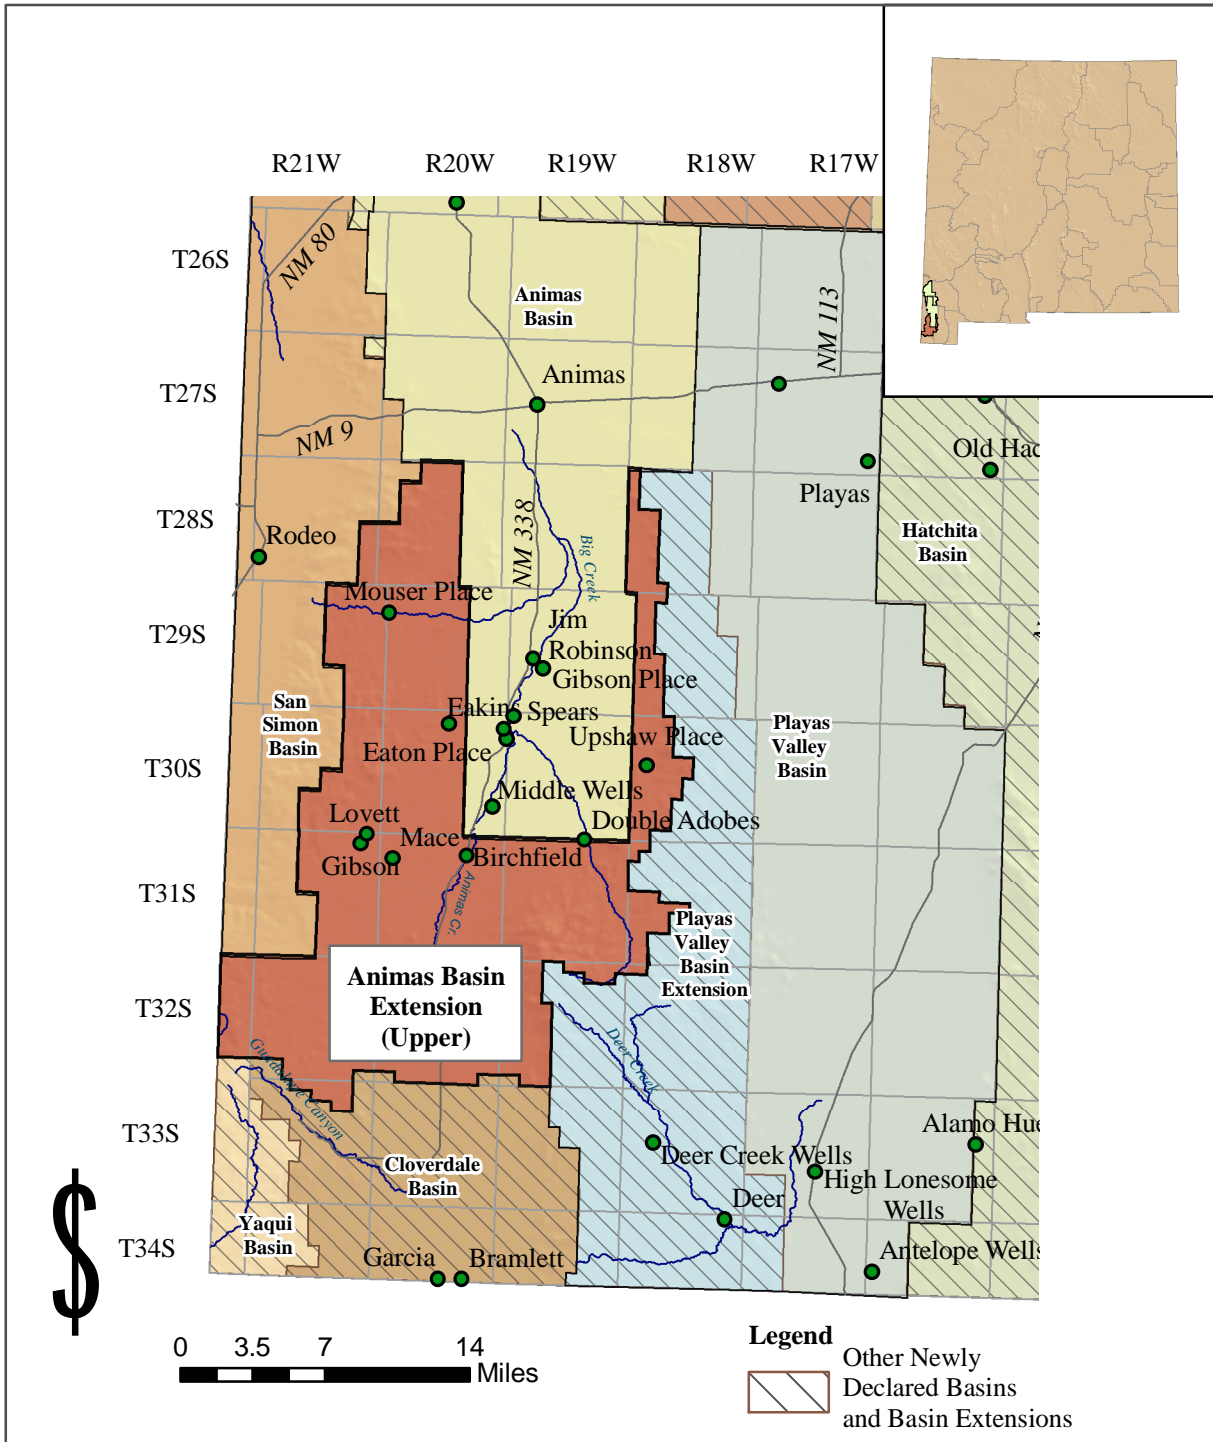 R21W R20W R19W R18W R17W
T26S
NM 80
Animas
Basin
NM 113
T27S
Animas
NM 9
Old Hac
Playas
T28S
NM 338
Hatchita
Basin
Rodeo
Big Creek
Mouser Place
Jim
T29S
Robinson
Gibson Place
San
Simon
Basin
Eakins
Spears
Playas
Valley
Basin
Eaton Place
Upshaw Place
T30S
Middle Wells
Lovett
Double Adobes
Mace
Gibson
Birchfield
T31S
Animas Cr.
Playas
Valley
Basin
Extension
Animas Basin
Extension
(Upper)
T32S
Guadalupe Canyon
Deer Creek
T33S
Alamo Hue
Cloverdale
Basin
Deer Creek Wells
High Lonesome
Wells
Deer
Yaqui
Basin
T34S
Garcia
Bramlett
Antelope Wells
$
0 3.5 7 14
Miles
Legend
Other Newly
Declared Basins
and Basin Extensions